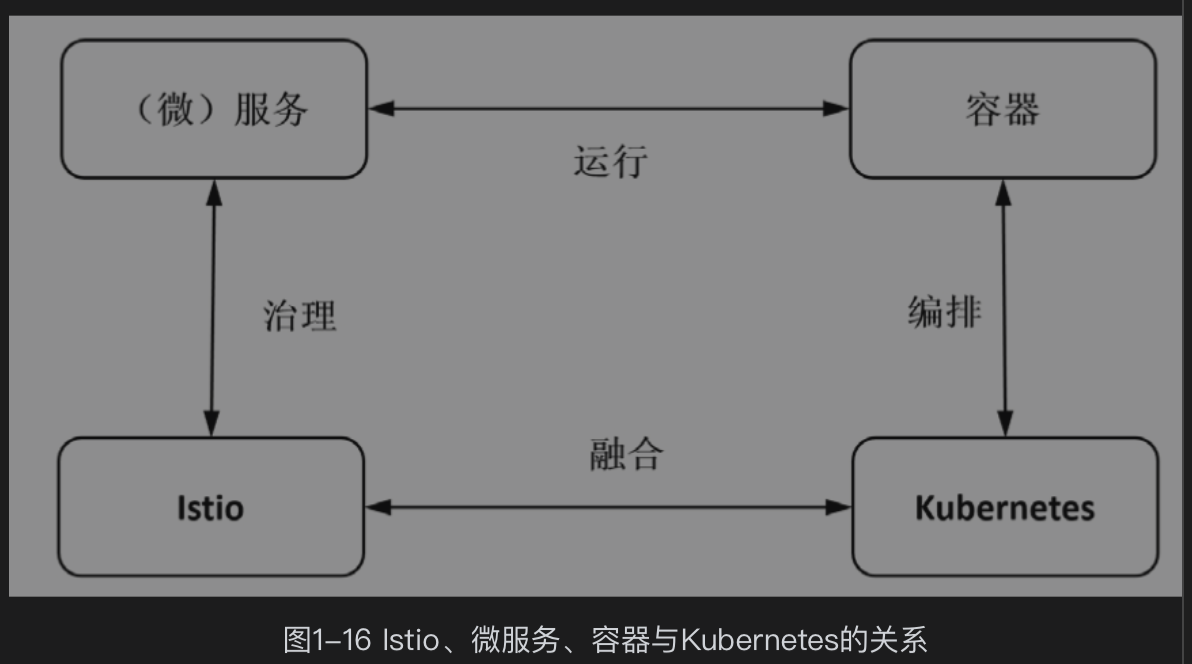 （微）服务
容器
运行
治理
编排
融合
Istio
Kubernetes
图1-16 Istio、微服务、容器与Kubernetes的关系